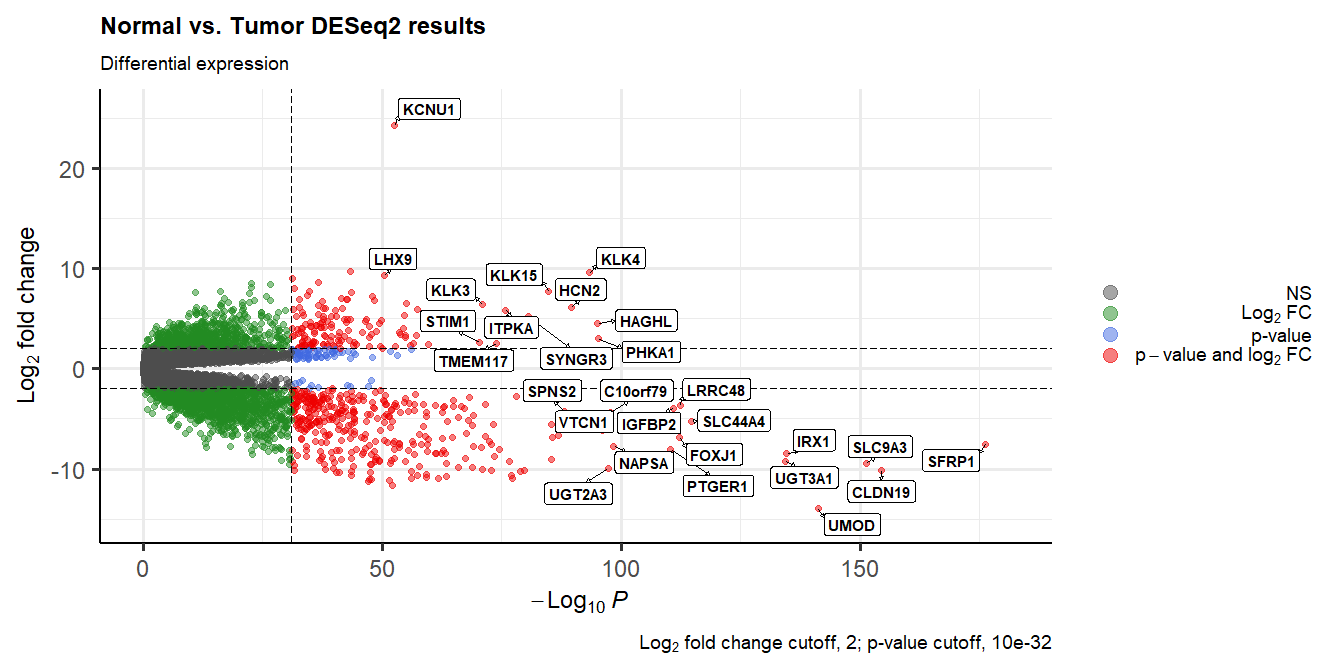 Normal vs. Tumor DESeq2 results
Differential expression
KCNU1
LHX9
KLK4
KLK15
KLK3
HCN2
STIM1
ITPKA
HAGHL
TMEM117
SYNGR3
PHKA1
SPNS2
C10orf79
LRRC48
VTCN1
IGFBP2
SLC44A4
IRX1
SLC9A3
SFRP1
NAPSA
FOXJ1
UGT3A1
UGT2A3
PTGER1
CLDN19
UMOD
20
10
0
-10
Log₂ fold change
0 50 100 150
−Log₁₀ P
NS
Log₂ FC
p-value
p − value and log₂ FC
Log₂ fold change cutoff, 2; p-value cutoff, 10e-32